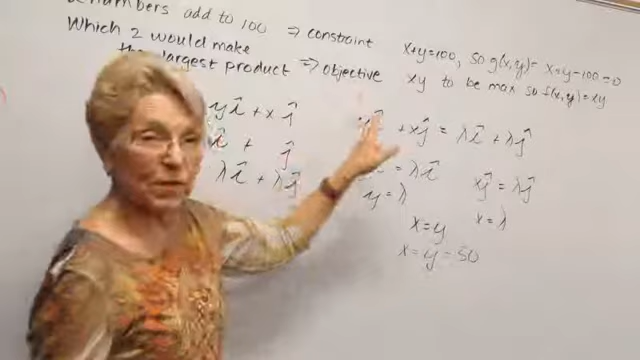 numbers add to 100 ⇒ constraint
Which 2 would make
largest product ⇒ objective
x+y=100, so g(x,y)= x+y-100=0
xy to be max so f(x,y)=xy
yî + xĵ
î + ĵ
λî + λĵ
+xĵ = λî + λĵ
= λî
xĵ = λĵ
y = λ
x = λ
x=y
x= y = 50